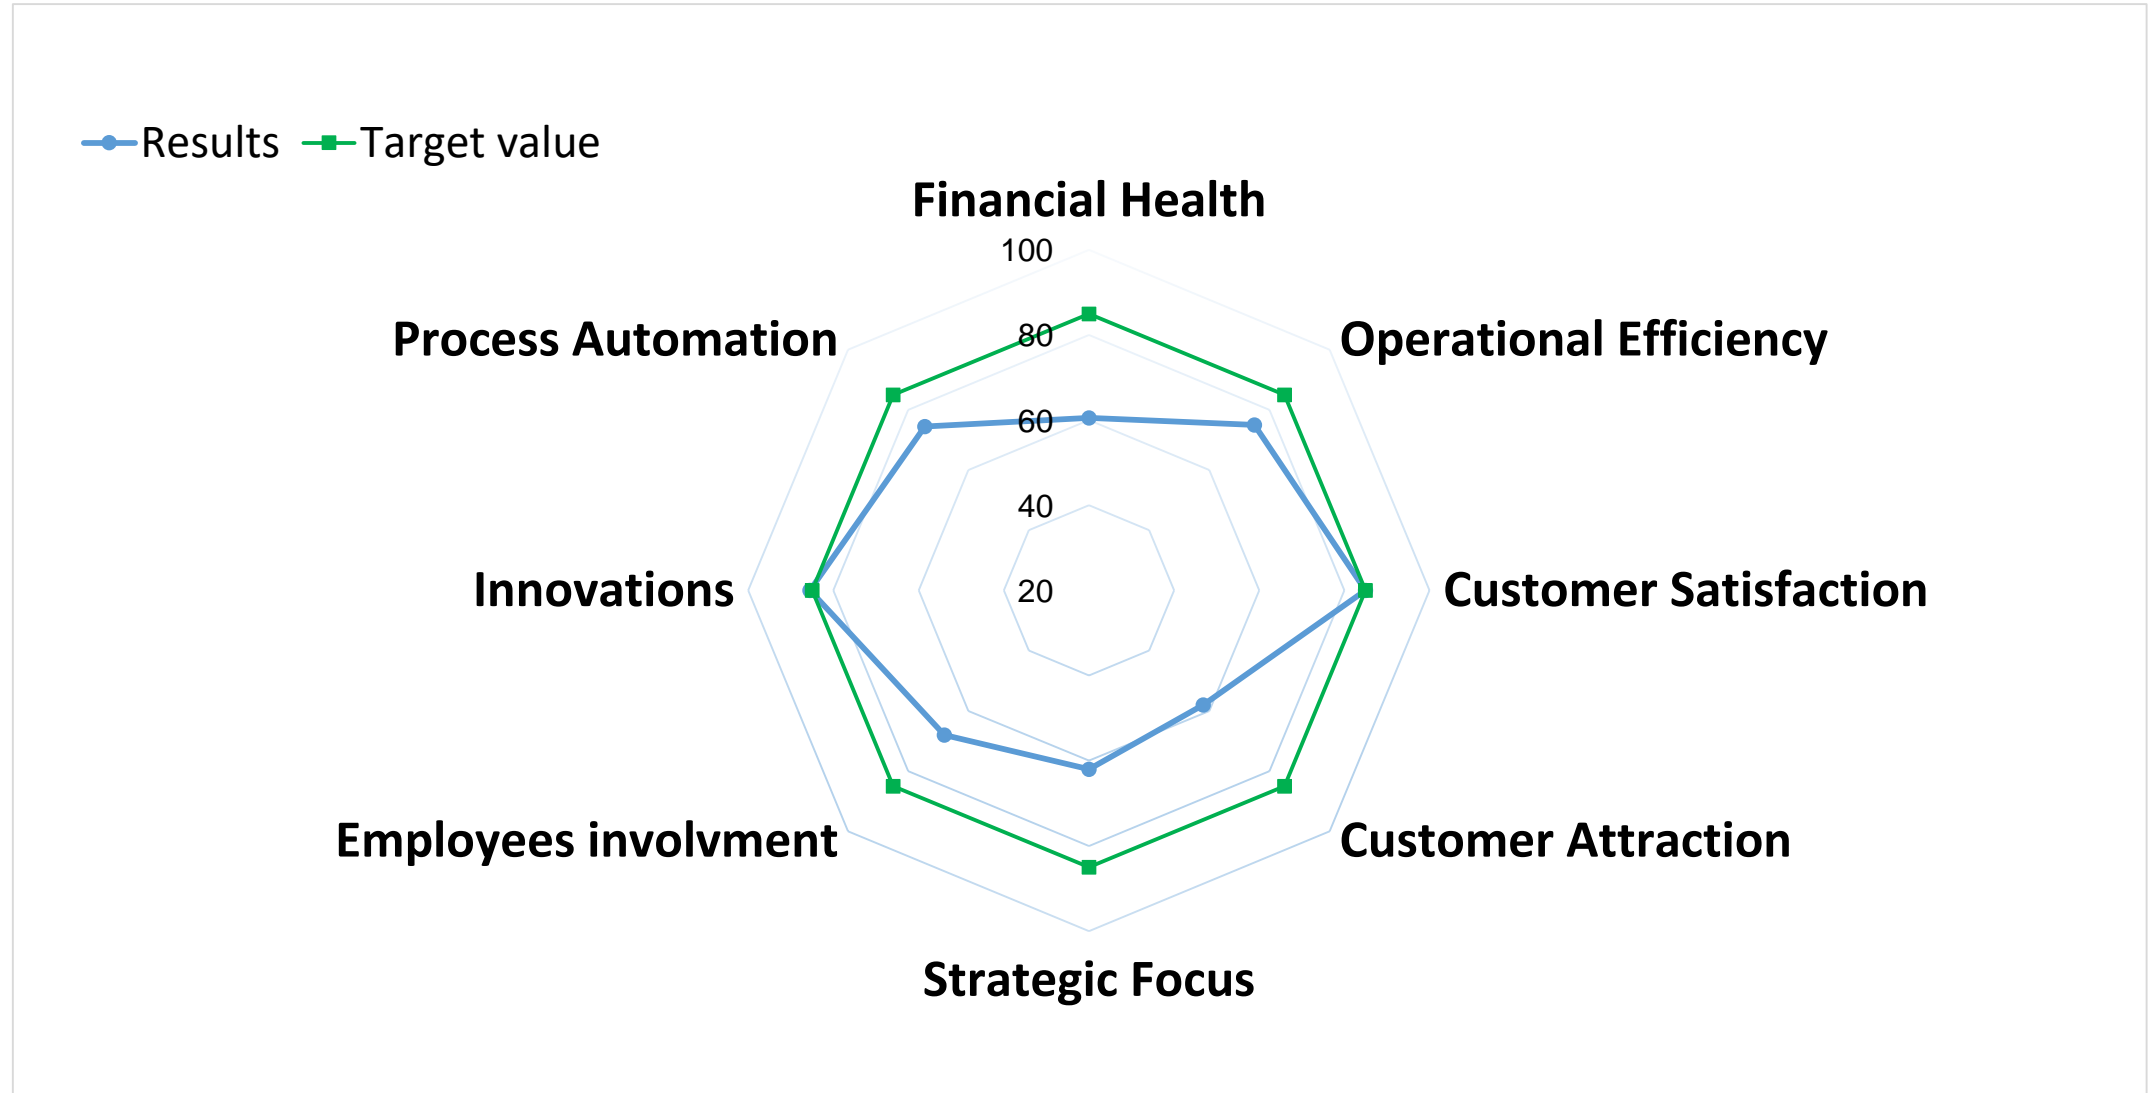 Results Target value
Financial Health
100
Process Automation
80
Operational Efficiency
60
40
Innovations
20
Customer Satisfaction
Employees involvment
Customer Attraction
Strategic Focus